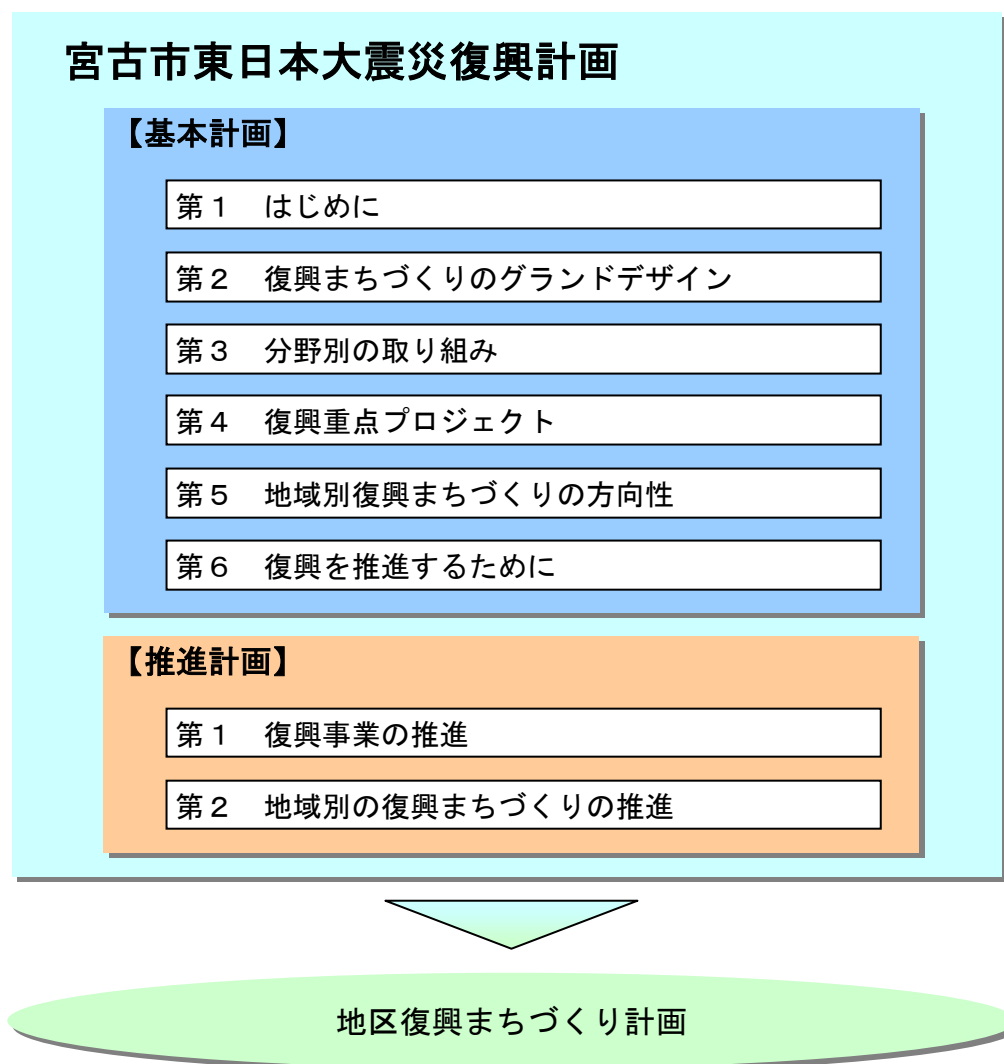 宮古市東日本大震災復興計画
【基本計画】
第１　はじめに
第２　復興まちづくりのグランドデザイン
第３　分野別の取り組み
第４　復興重点プロジェクト
第５　地域別復興まちづくりの方向性
第６　復興を推進するために
【推進計画】
第１　復興事業の推進
第２　地域別の復興まちづくりの推進
地区復興まちづくり計画